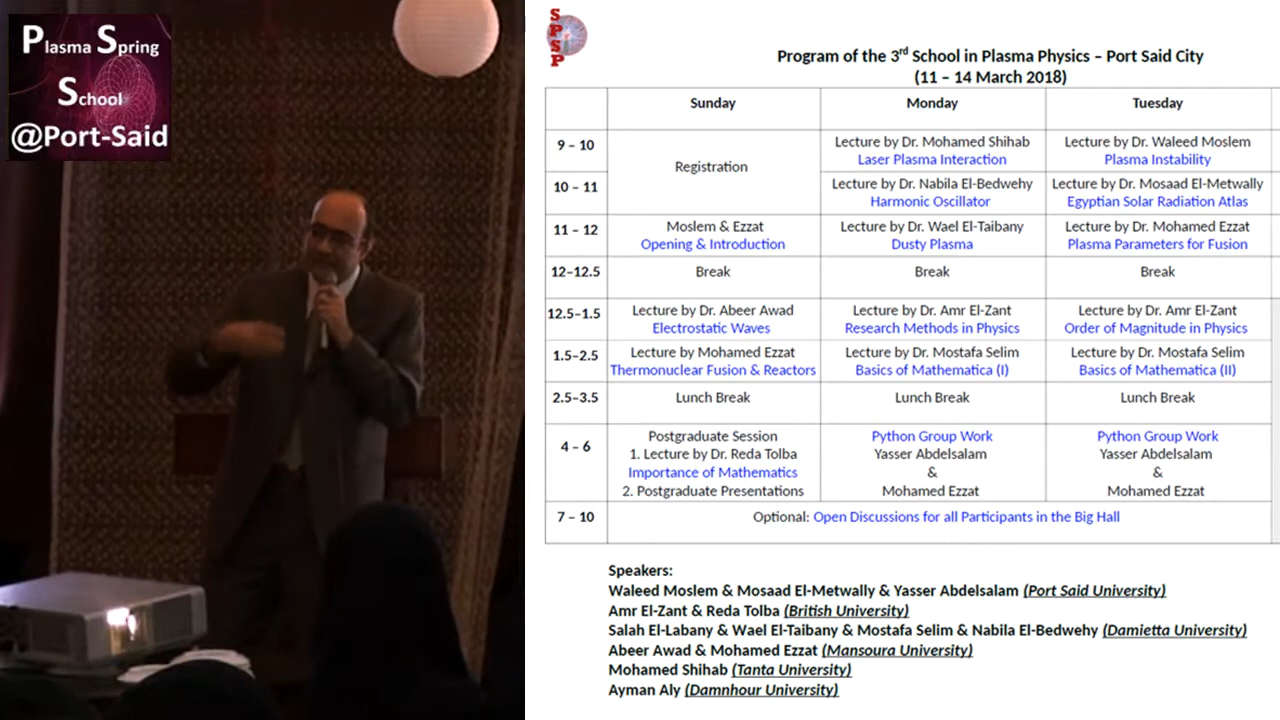 Plasma Spring
School
@Port-Said
SPSP
Program of the 3rd School in Plasma Physics – Port Said City
(11 – 14 March 2018)
Sunday Monday Tuesday
9 – 10 Registration Lecture by Dr. Mohamed Shihab Lecture by Dr. Waleed Moslem
Laser Plasma Interaction Plasma Instability
10 – 11 Lecture by Dr. Nabila El-Bedwehy Lecture by Dr. Mosaad El-Metwally
Harmonic Oscillator Egyptian Solar Radiation Atlas
11 – 12 Moslem & Ezzat Lecture by Dr. Wael El-Taibany Lecture by Dr. Mohamed Ezzat
Opening & Introduction Dusty Plasma Plasma Parameters for Fusion
12–12.5 Break Break Break
12.5–1.5 Lecture by Dr. Abeer Awad Lecture by Dr. Amr El-Zant Lecture by Dr. Amr El-Zant
Electrostatic Waves Research Methods in Physics Order of Magnitude in Physics
1.5–2.5 Lecture by Mohamed Ezzat Lecture by Dr. Mostafa Selim Lecture by Dr. Mostafa Selim
Thermonuclear Fusion & Reactors Basics of Mathematica (I) Basics of Mathematica (II)
2.5–3.5 Lunch Break Lunch Break Lunch Break
4 – 6 Postgraduate Session Python Group Work Python Group Work
1. Lecture by Dr. Reda Tolba Yasser Abdelsalam Yasser Abdelsalam
Importance of Mathematics & &
2. Postgraduate Presentations Mohamed Ezzat Mohamed Ezzat
7 – 10 Optional: Open Discussions for all Participants in the Big Hall
Speakers:
Waleed Moslem & Mosaad El-Metwally & Yasser Abdelsalam (Port Said University)
Amr El-Zant & Reda Tolba (British University)
Salah El-Labany & Wael El-Taibany & Mostafa Selim & Nabila El-Bedwehy (Damietta University)
Abeer Awad & Mohamed Ezzat (Mansoura University)
Mohamed Shihab (Tanta University)
Ayman Aly (Damnhour University)